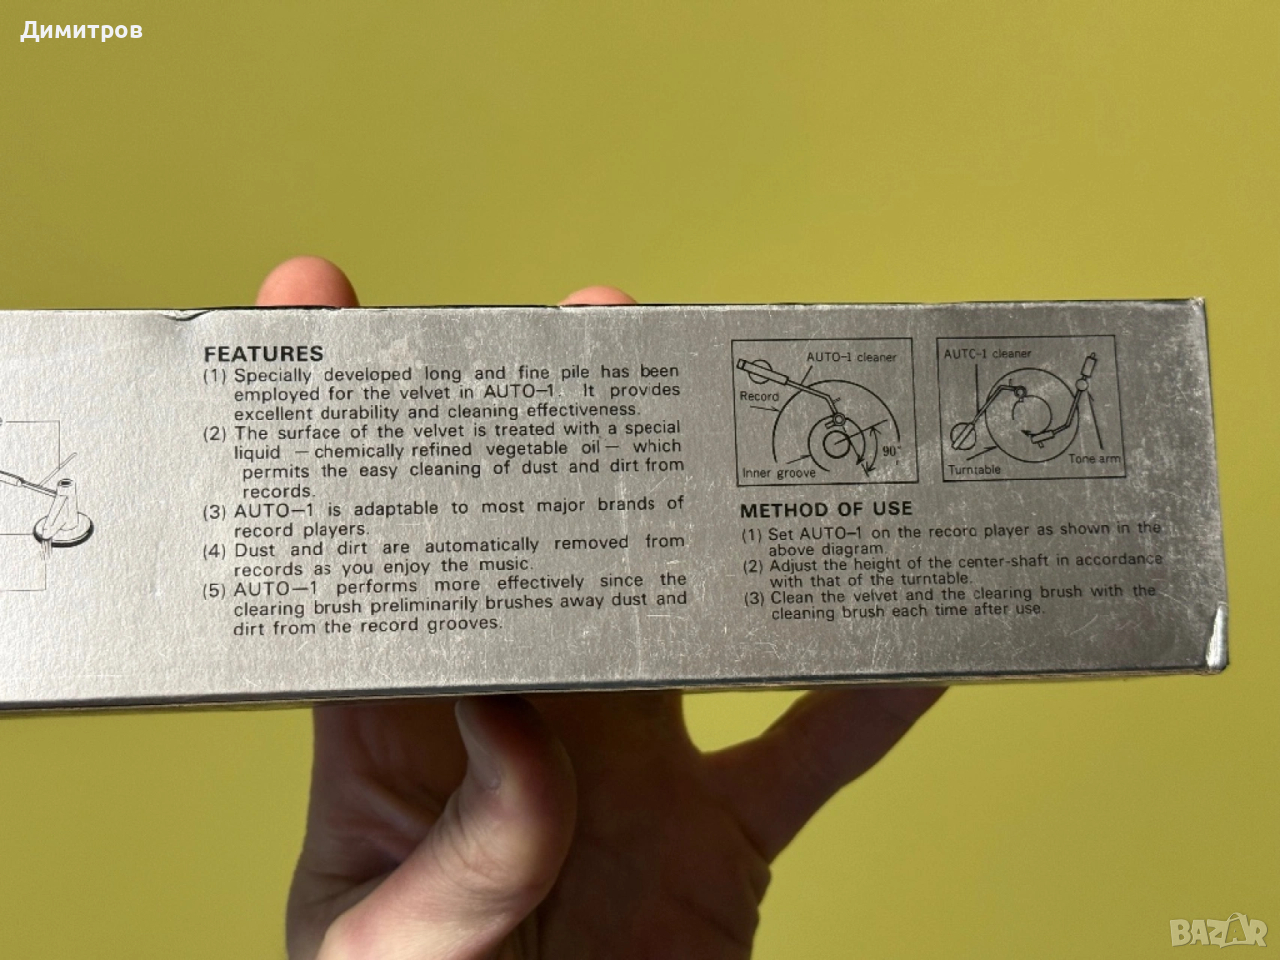 Димитров
FEATURES
(1) Specially developed long and fine pile has been
employed for the velvet in AUTO-1. It provides
excellent durability and cleaning effectiveness.
(2) The surface of the velvet is treated with a special
liquid — chemically refined vegetable oil — which
permits the easy cleaning of dust and dirt from
records.
(3) AUTO-1 is adaptable to most major brands of
record players.
(4) Dust and dirt are automatically removed from
records as you enjoy the music.
(5) AUTO-1 performs more effectively since the
clearing brush preliminarily brushes away dust and
dirt from the record grooves.
AUTO-1 cleaner
Record
90°
Inner groove
AUTO-1 cleaner
Turntable
Tone arm
METHOD OF USE
(1) Set AUTO-1 on the record player as shown in the
above diagram.
(2) Adjust the height of the center-shaft in accordance
with that of the turntable.
(3) Clean the velvet and the clearing brush with the
cleaning brush each time after use.
BAZAR